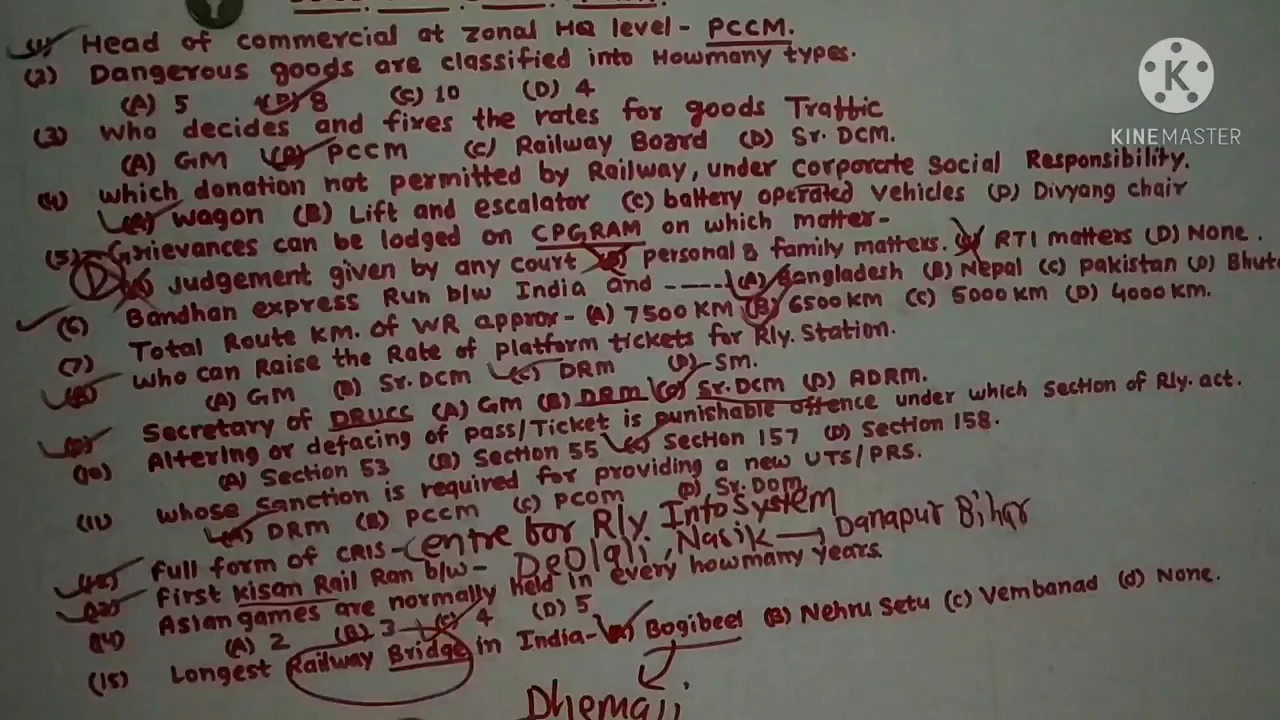 (1) Head of commercial at zonal HQ level - PCCM.
(2) Dangerous goods are classified into Howmany types.
(A) 5 (B) 8 (C) 10 (D) 4
(3) who decides and fixes the rates for goods Traffic
(A) GM (B) PCCM (C) Railway Board (D) Sr. DCM.
(4) which donation not permitted by Railway, under corporate social Responsibility.
(A) wagon (B) Lift and escalator (C) battery operated vehicles (D) Divyang chair
(5) Grievances can be lodged on CPGRAM on which matter-
D Judgement given by any court (B) personal & family matters. RTI matters (D) None.
(6) Bandhan express Run b/w India and ----- (A) Bangladesh (B) Nepal (C) pakistan (D) Bhuta
(7) Total Route KM. of WR approx - (A) 7500 KM (B) 6500 KM (C) 5000 KM (D) 4000 KM.
(8) who can Raise the Rate of platform tickets for Rly. Station.
(A) GM (B) Sr. DCM (C) DRM (D) SM.
(9) Secretary of DRUCC (A) GM (B) DRM (C) Sr. DCM (D) ADRM.
(10) Altering or defacing of pass/Ticket is punishable offence under which section of Rly. act.
(A) Section 53 (B) Section 55 (C) Section 157 (D) Section 158.
(11) whose sanction is required for providing a new UTS/PRS.
(A) DRM (B) PCCM (C) PCOM (D) Sr. DOM
(12) Full form of CRIS - Centre for Rly. Info System
(13) First kisan Rail Ran b/w - Deolali, Nasik → Danapur Bihar
(14) Asian games are normally held in every howmany years.
(A) 2 (B) 3 (C) 4 (D) 5
(15) Longest Railway Bridge in India - (A) Bogibeel (B) Nehru Setu (C) Vembanad (d) None.
Dhemaji
K
KINEMASTER